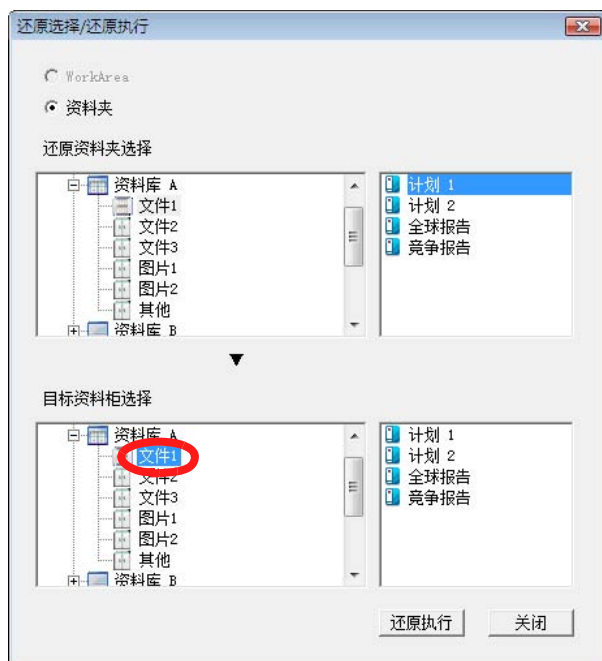 还原选择/还原执行
WorkArea
资料夹
还原资料夹选择
资料库 A
文件1
文件2
文件3
图片1
图片2
其他
资料库 B
计划 1
计划 2
全球报告
竞争报告
目标资料柜选择
资料库 A
文件1
文件2
文件3
图片1
图片2
其他
资料库 B
计划 1
计划 2
全球报告
竞争报告
还原执行
关闭